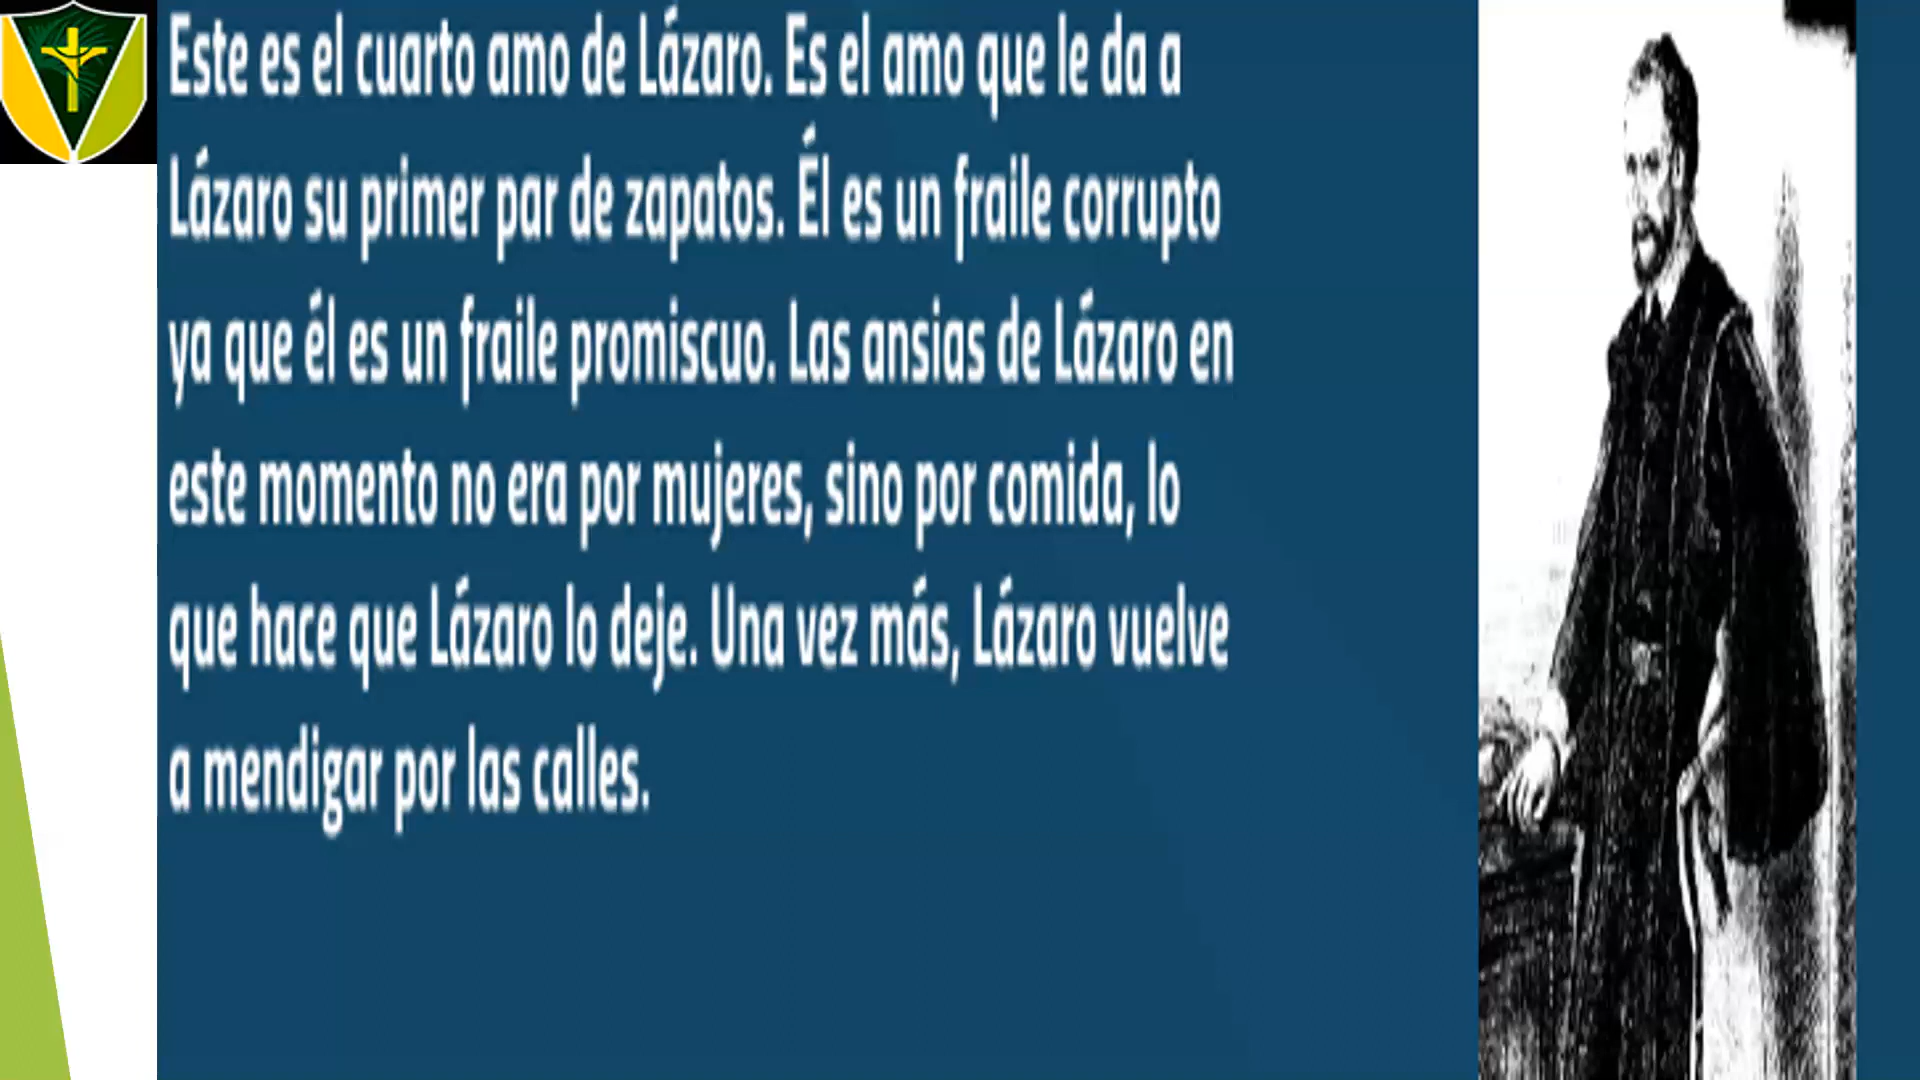 Este es el cuarto amo de Lázaro. Es el amo que le da a
Lázaro su primer par de zapatos. Él es un fraile corrupto
ya que él es un fraile promiscuo. Las ansias de Lázaro en
este momento no era por mujeres, sino por comida, lo
que hace que Lázaro lo deje. Una vez más, Lázaro vuelve
a mendigar por las calles.